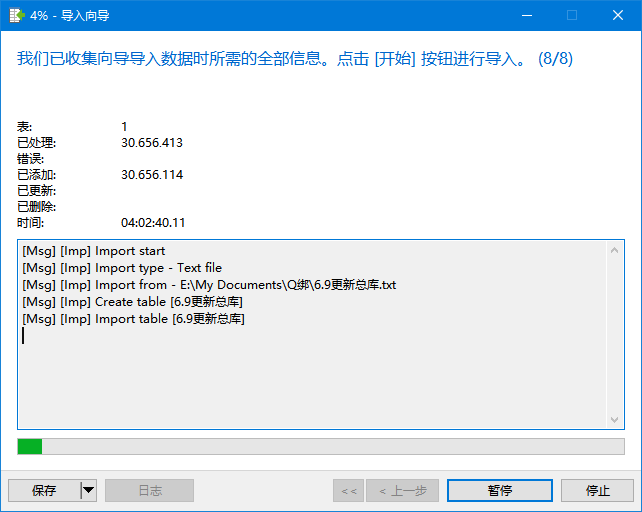 4% - 导入向导
我们已收集向导导入数据时所需的全部信息。点击 [开始] 按钮进行导入。 (8/8)
表: 1
已处理: 30.656.413
错误:
已添加: 30.656.114
已更新:
已删除:
时间: 04:02:40.11
[Msg] [Imp] Import start
[Msg] [Imp] Import type - Text file
[Msg] [Imp] Import from - E:\My Documents\Q绑\6.9更新总库.txt
[Msg] [Imp] Create table [6.9更新总库]
[Msg] [Imp] Import table [6.9更新总库]
保存 日志 << < 上一步 暂停 停止